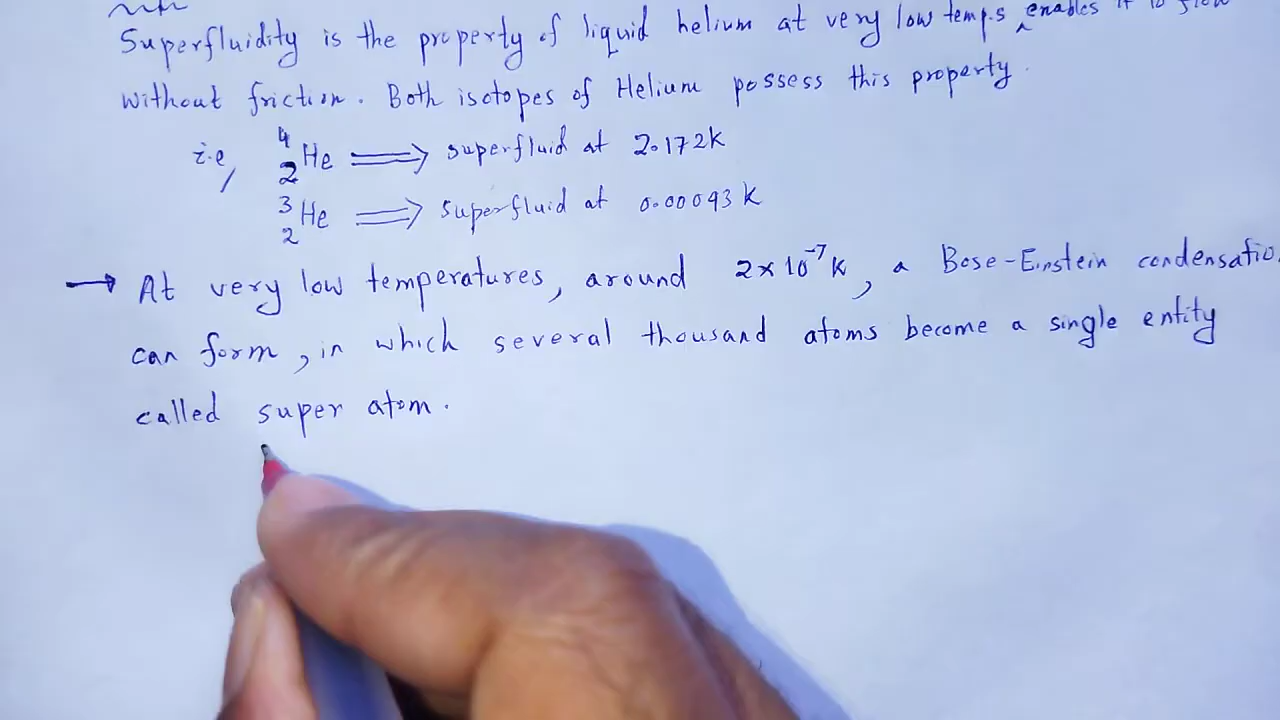 Superfluidity is the property of liquid helium at very low temps enables it to flow
without friction. Both isotopes of Helium possess this property.
i.e, ⁴₂He ⟹ superfluid at 2.172K
³₂He ⟹ superfluid at 0.00093 K
→ At very low temperatures, around 2×10⁻⁷K, a Bose-Einstein condensatio
can form, in which several thousand atoms become a single entity
called super atom.